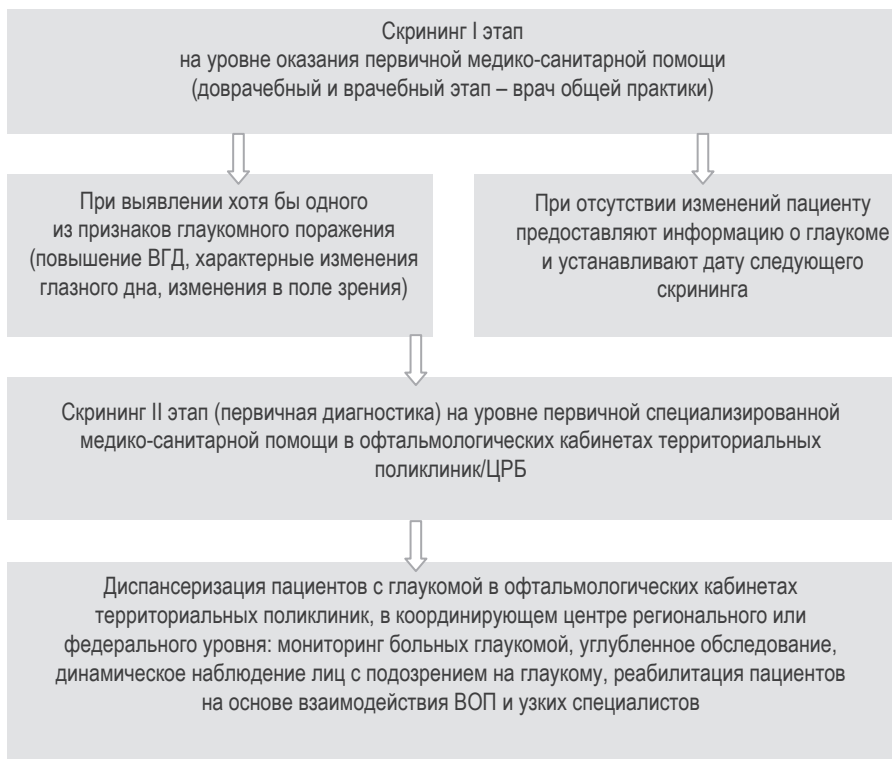 Скрининг I этап
на уровне оказания первичной медико-санитарной помощи
(доврачебный и врачебный этап – врач общей практики)
При выявлении хотя бы одного
из признаков глаукомного поражения
(повышение ВГД, характерные изменения
глазного дна, изменения в поле зрения)
При отсутствии изменений пациенту
предоставляют информацию о глаукоме
и устанавливают дату следующего
скрининга
Скрининг II этап (первичная диагностика) на уровне первичной специализированной
медико-санитарной помощи в офтальмологических кабинетах территориальных
поликлиник/ЦРБ
Диспансеризация пациентов с глаукомой в офтальмологических кабинетах
территориальных поликлиник, в координирующем центре регионального или
федерального уровня: мониторинг больных глаукомой, углубленное обследование,
динамическое наблюдение лиц с подозрением на глаукому, реабилитация пациентов
на основе взаимодействия ВОП и узких специалистов